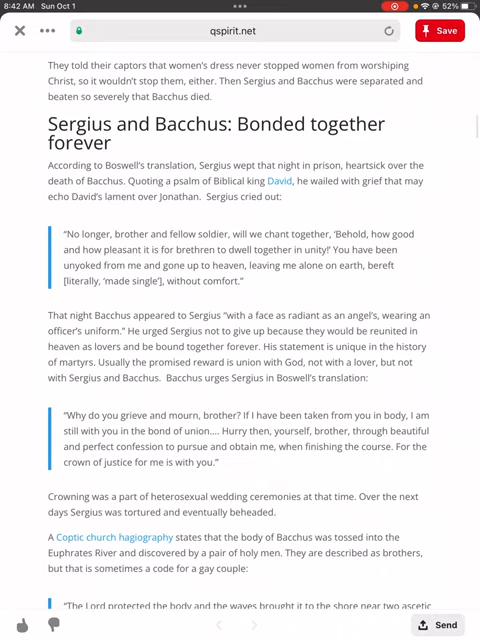 8:42 AM Sun Oct 1
52%
qspirit.net
Save
They told their captors that women's dress never stopped women from worshiping
Christ, so it wouldn't stop them, either. Then Sergius and Bacchus were separated and
beaten so severely that Bacchus died.
Sergius and Bacchus: Bonded together
forever
According to Boswell's translation, Sergius wept that night in prison, heartsick over the
death of Bacchus. Quoting a psalm of Biblical king David, he wailed with grief that may
echo David's lament over Jonathan. Sergius cried out:
"No longer, brother and fellow soldier, will we chant together, 'Behold, how good
and how pleasant it is for brethren to dwell together in unity!' You have been
unyoked from me and gone up to heaven, leaving me alone on earth, bereft
[literally, 'made single'], without comfort."
That night Bacchus appeared to Sergius "with a face as radiant as an angel's, wearing an
officer's uniform." He urged Sergius not to give up because they would be reunited in
heaven as lovers and be bound together forever. His statement is unique in the history
of martyrs. Usually the promised reward is union with God, not with a lover, but not
with Sergius and Bacchus. Bacchus urges Sergius in Boswell's translation:
"Why do you grieve and mourn, brother? If I have been taken from you in body, I am
still with you in the bond of union.... Hurry then, yourself, brother, through beautiful
and perfect confession to pursue and obtain me, when finishing the course. For the
crown of justice for me is with you."
Crowning was a part of heterosexual wedding ceremonies at that time. Over the next
days Sergius was tortured and eventually beheaded.
A Coptic church hagiography states that the body of Bacchus was tossed into the
Euphrates River and discovered by a pair of holy men. They are described as brothers,
but that is sometimes a code for a gay couple:
"The Lord protected the body and the waves brought it to the shore near two ascetic
Send